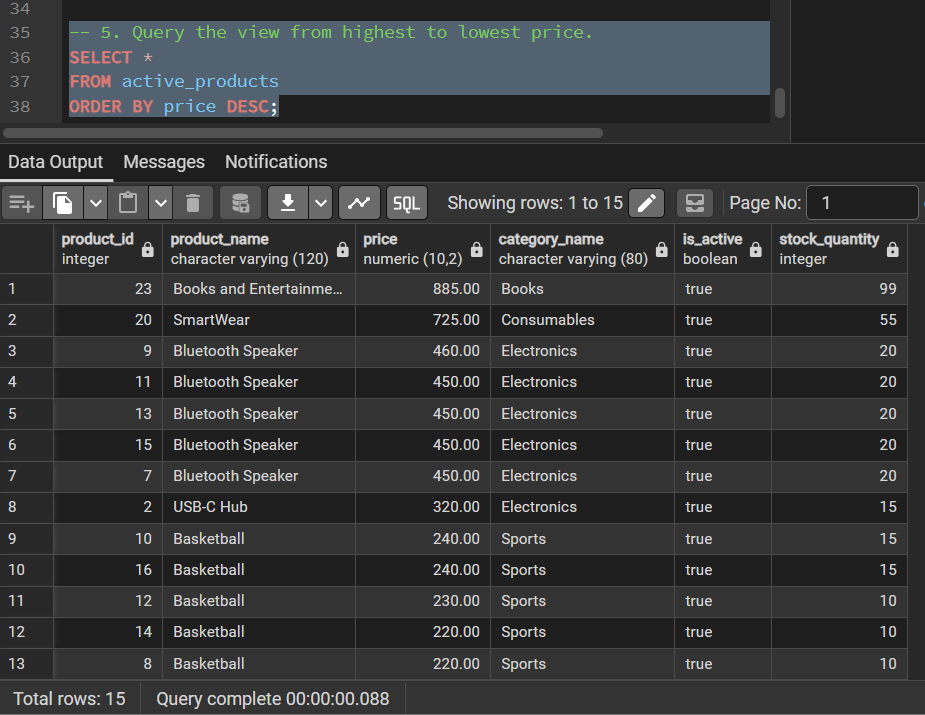 34
35 -- 5. Query the view from highest to lowest price.
36 SELECT *
37 FROM active_products
38 ORDER BY price DESC;
Data Output Messages Notifications
SQL Showing rows: 1 to 15 Page No: 1
product_id product_name price category_name is_active stock_quantity
integer character varying (120) numeric (10,2) character varying (80) boolean integer
1 23 Books and Entertainme... 885.00 Books true 99
2 20 SmartWear 725.00 Consumables true 55
3 9 Bluetooth Speaker 460.00 Electronics true 20
4 11 Bluetooth Speaker 450.00 Electronics true 20
5 13 Bluetooth Speaker 450.00 Electronics true 20
6 15 Bluetooth Speaker 450.00 Electronics true 20
7 7 Bluetooth Speaker 450.00 Electronics true 20
8 2 USB-C Hub 320.00 Electronics true 15
9 10 Basketball 240.00 Sports true 15
10 16 Basketball 240.00 Sports true 15
11 12 Basketball 230.00 Sports true 10
12 14 Basketball 220.00 Sports true 10
13 8 Basketball 220.00 Sports true 10
Total rows: 15 Query complete 00:00:00.088